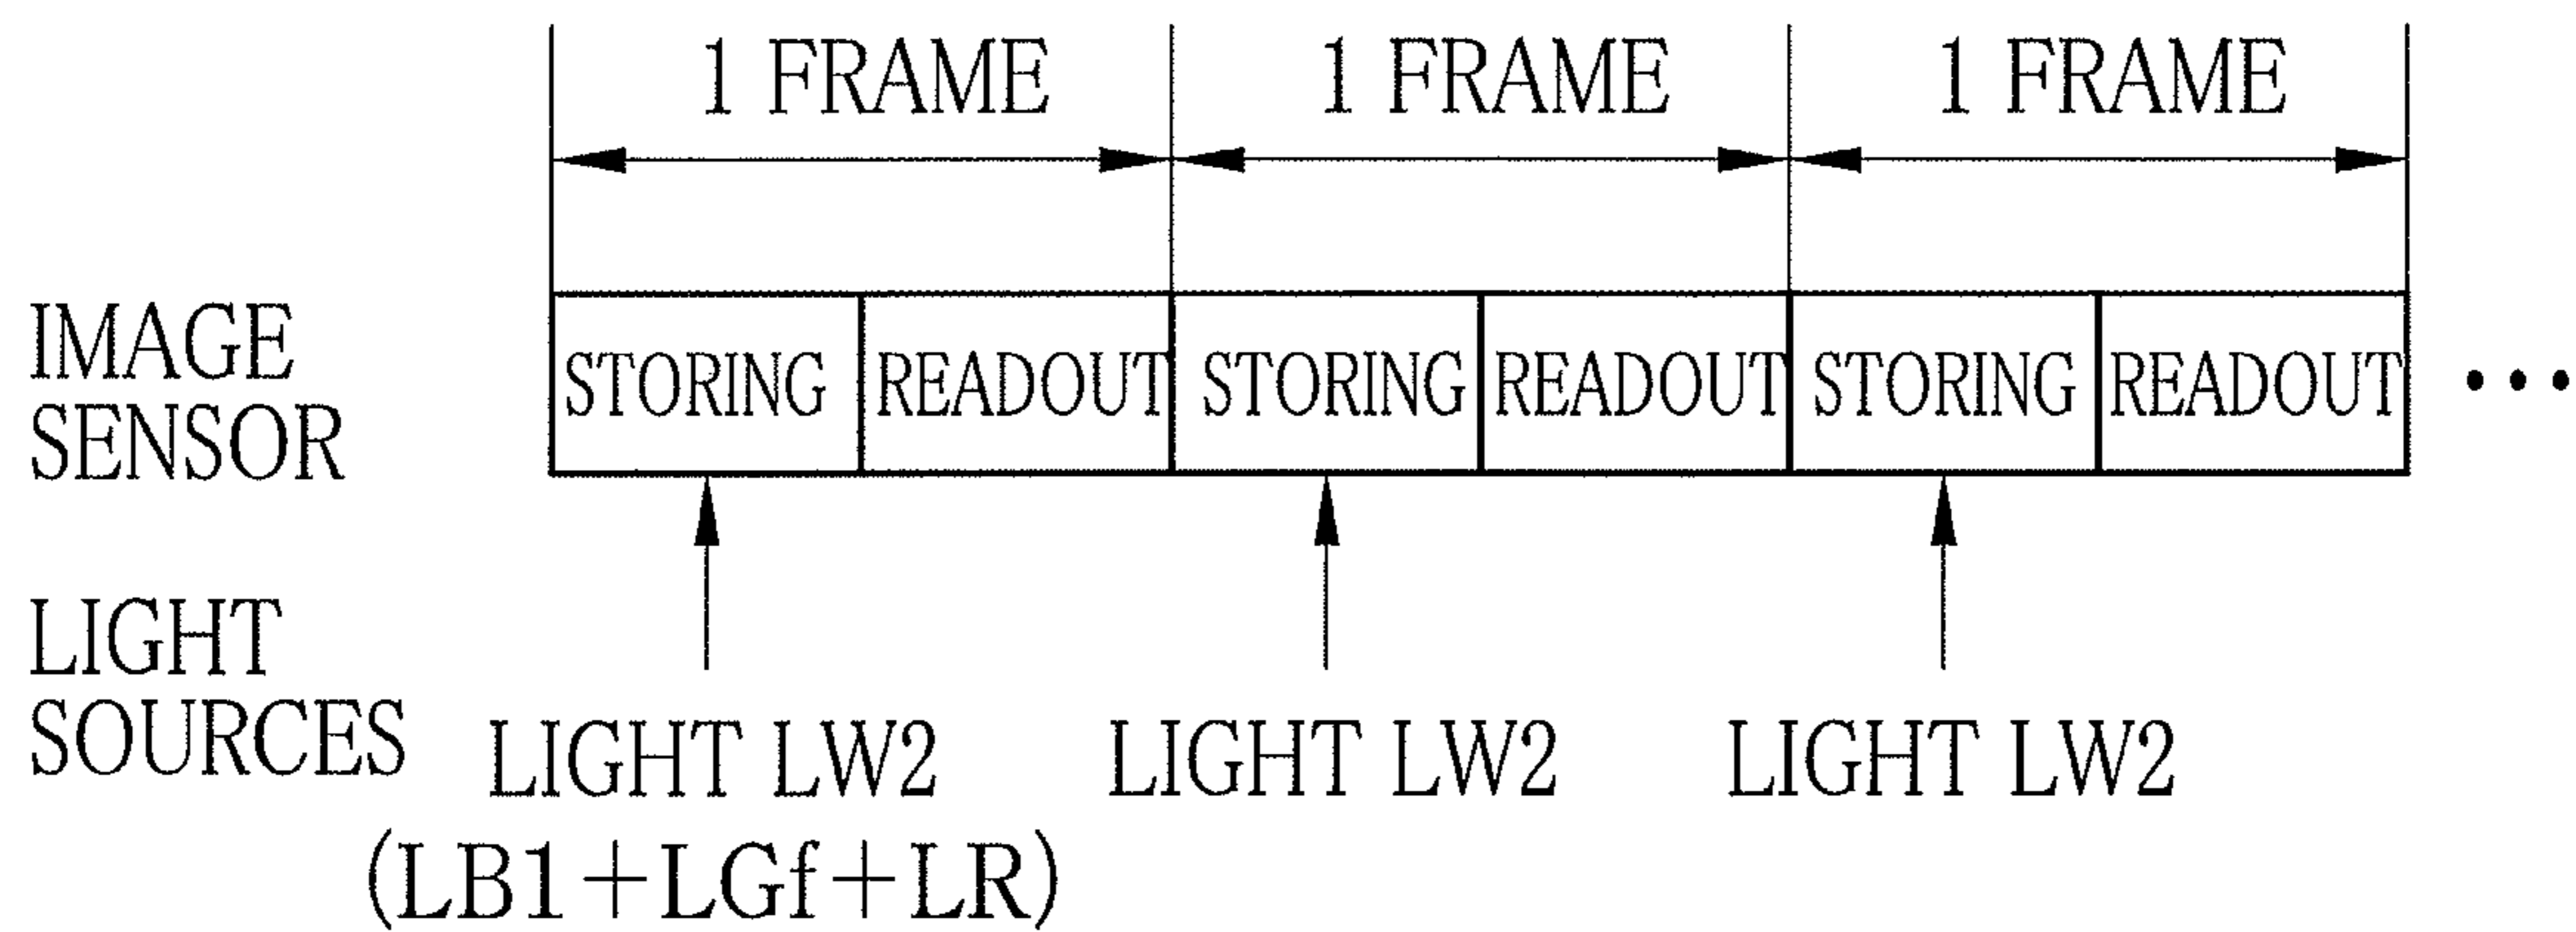 1 FRAME 1 FRAME 1 FRAME
IMAGE
SENSOR
STORING READOUT STORING READOUT STORING READOUT ...
LIGHT
SOURCES
LIGHT LW2 LIGHT LW2 LIGHT LW2
(LB1+LGf+LR)